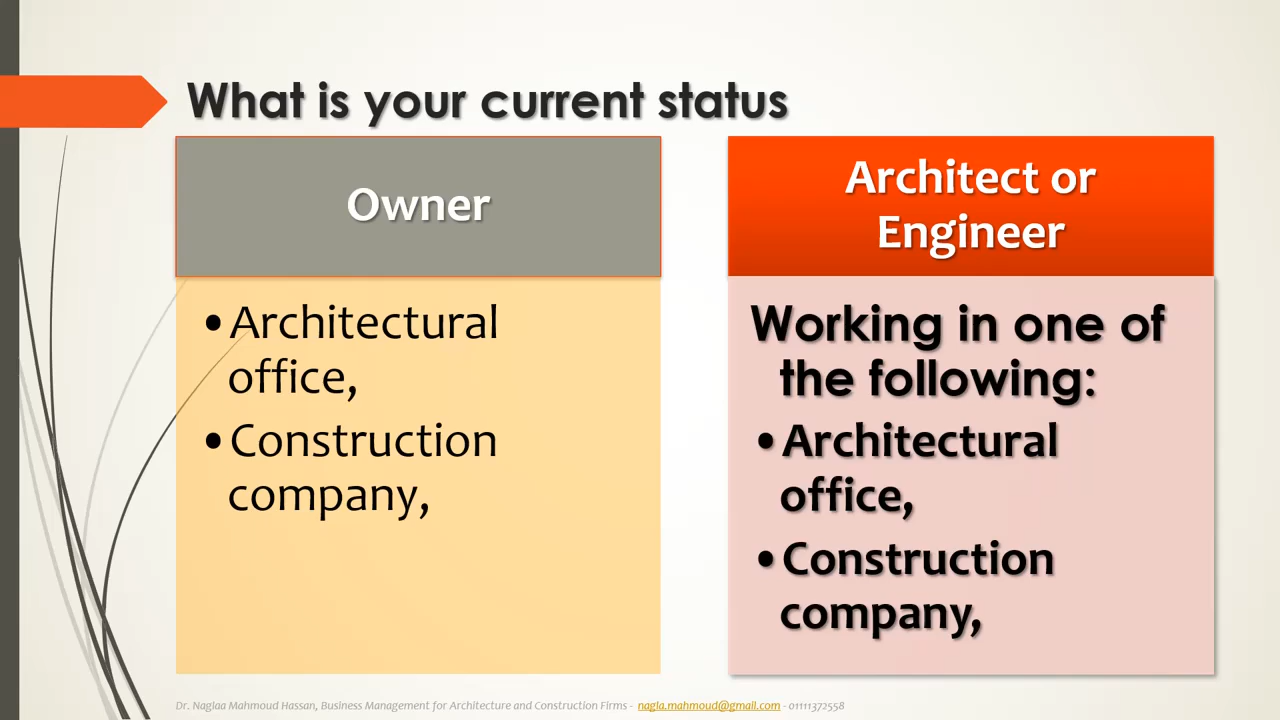 What is your current status
Owner
•Architectural
office,
•Construction
company,
Architect or
Engineer
Working in one of
the following:
•Architectural
office,
•Construction
company,
Dr. Naglaa Mahmoud Hassan, Business Management for Architecture and Construction Firms - nagla.mahmoud@gmail.com - 01111372558